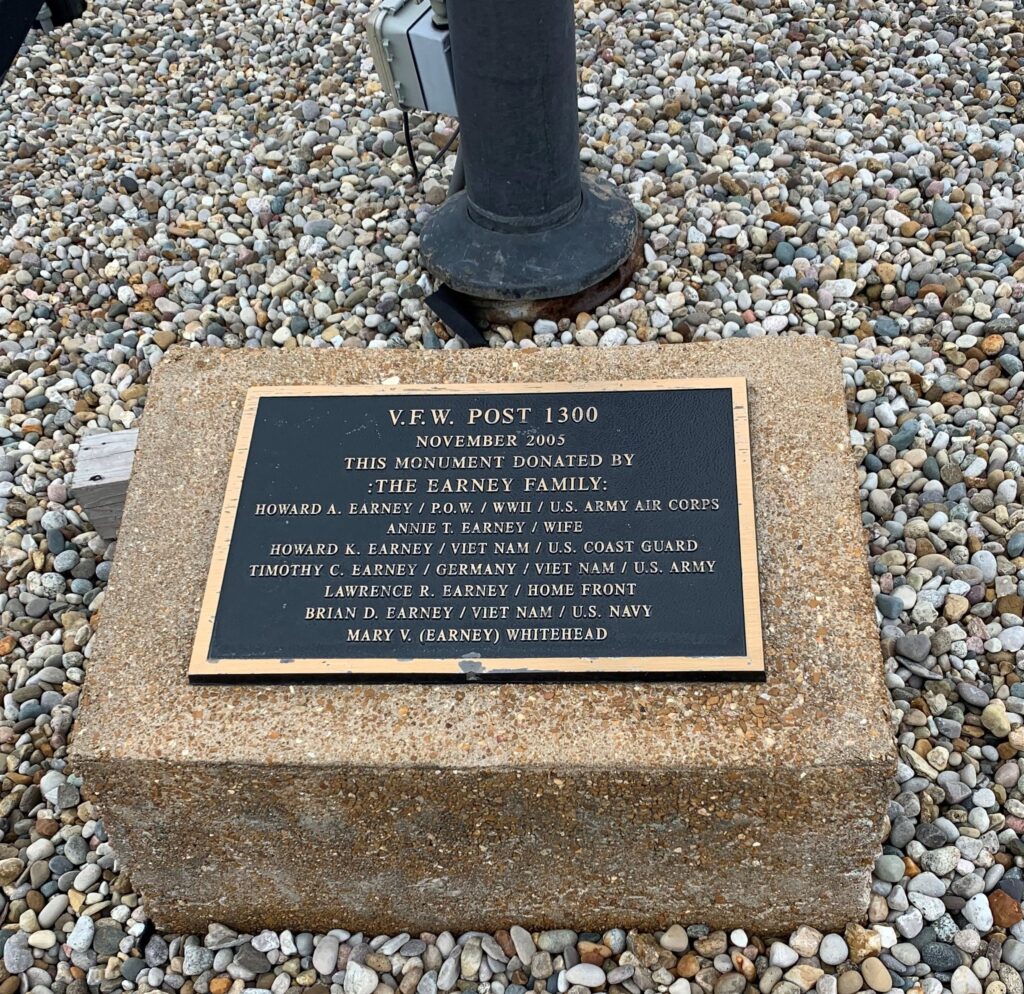 V.F.W. POST 1300
NOVEMBER 2005
THIS MONUMENT DONATED BY
:THE EARNEY FAMILY:
HOWARD A. EARNEY / P.O.W. / WWII / U.S. ARMY AIR CORPS
ANNIE T. EARNEY / WIFE
HOWARD K. EARNEY / VIET NAM / U.S. COAST GUARD
TIMOTHY C. EARNEY / GERMANY / VIET NAM / U.S. ARMY
LAWRENCE R. EARNEY / HOME FRONT
BRIAN D. EARNEY / VIET NAM / U.S. NAVY
MARY V. (EARNEY) WHITEHEAD